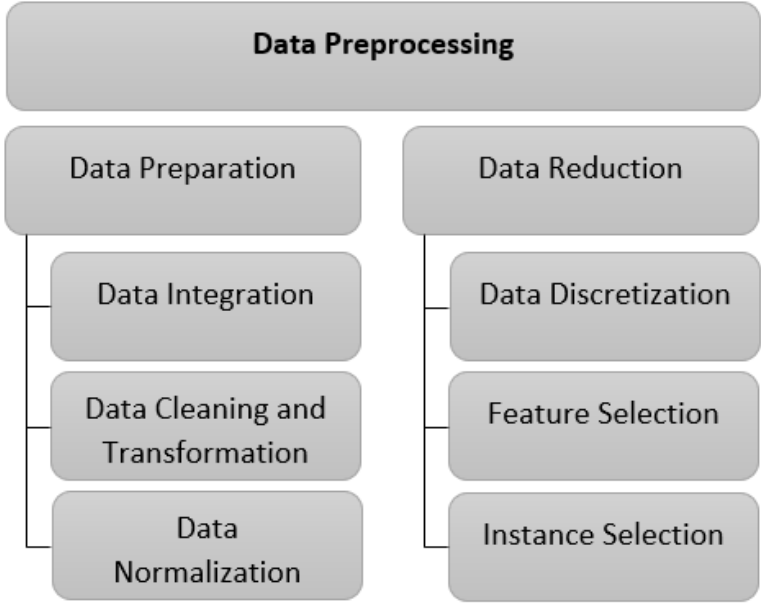 Data Preprocessing
Data Preparation
Data Integration
Data Cleaning and
Transformation
Data
Normalization
Data Reduction
Data Discretization
Feature Selection
Instance Selection